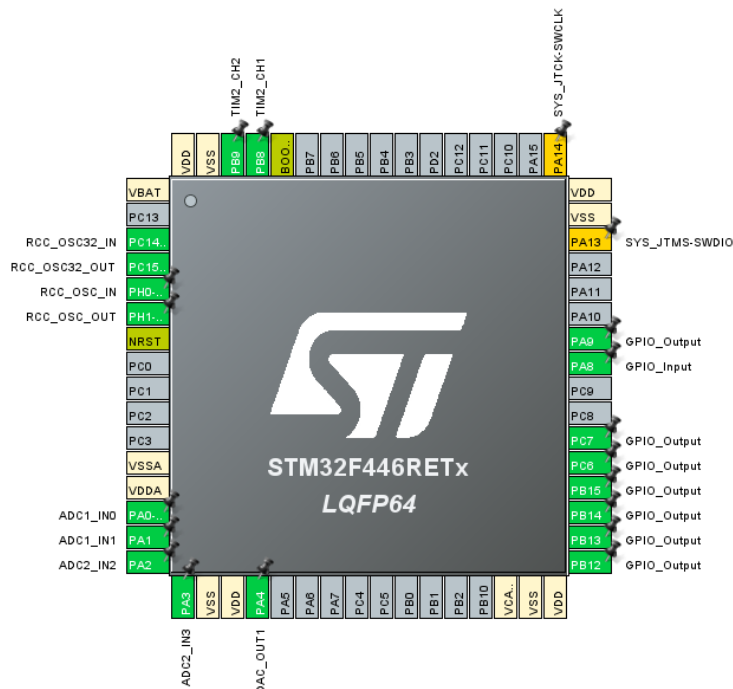 TIM2_CH2
TIM2_CH1
SYS_JTCK-SWCLK
VDD
VSS
PB9
PB8
BOO..
PB7
PB6
PB5
PB4
PB3
PD2
PC12
PC11
PC10
PA15
PA14
VBAT
PC13
RCC_OSC32_IN PC14..
RCC_OSC32_OUT PC15..
RCC_OSC_IN PH0-..
RCC_OSC_OUT PH1-..
NRST
PC0
PC1
PC2
PC3
VSSA
VDDA
ADC1_IN0 PA0-..
ADC1_IN1 PA1
ADC2_IN2 PA2
ST
STM32F446RETx
LQFP64
VDD
VSS
PA13 SYS_JTMS-SWDIO
PA12
PA11
PA10
PA9 GPIO_Output
PA8 GPIO_Input
PC9
PC8
PC7 GPIO_Output
PC6 GPIO_Output
PB15 GPIO_Output
PB14 GPIO_Output
PB13 GPIO_Output
PB12 GPIO_Output
PA3
VSS
VDD
PA4
PA5
PA6
PA7
PC4
PC5
PB0
PB1
PB2
PB10
VCA..
VSS
VDD
ADC2_IN3
DAC_OUT1